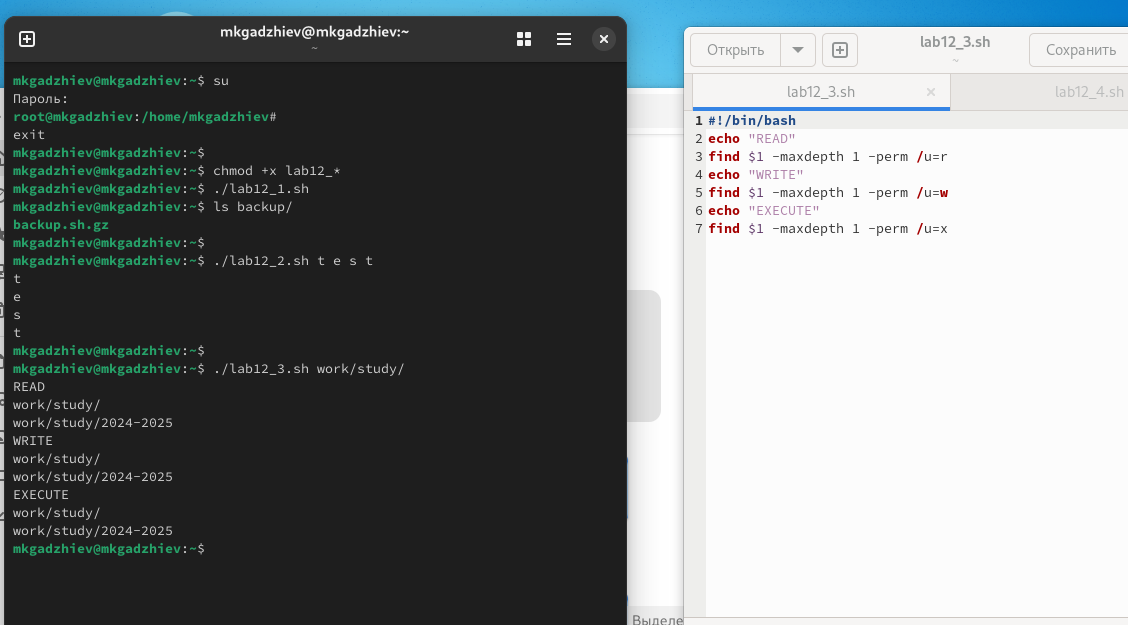 mkgadzhiev@mkgadzhiev:~
~
mkgadzhiev@mkgadzhiev:~$ su
Пароль:
root@mkgadzhiev:/home/mkgadzhiev#
exit
mkgadzhiev@mkgadzhiev:~$
mkgadzhiev@mkgadzhiev:~$ chmod +x lab12_*
mkgadzhiev@mkgadzhiev:~$ ./lab12_1.sh
mkgadzhiev@mkgadzhiev:~$ ls backup/
backup.sh.gz
mkgadzhiev@mkgadzhiev:~$
mkgadzhiev@mkgadzhiev:~$ ./lab12_2.sh t e s t
t
e
s
t
mkgadzhiev@mkgadzhiev:~$
mkgadzhiev@mkgadzhiev:~$ ./lab12_3.sh work/study/
READ
work/study/
work/study/2024-2025
WRITE
work/study/
work/study/2024-2025
EXECUTE
work/study/
work/study/2024-2025
mkgadzhiev@mkgadzhiev:~$
Открыть
lab12_3.sh
~
Сохранить
lab12_3.sh
lab12_4.sh
1 #!/bin/bash
2 echo "READ"
3 find $1 -maxdepth 1 -perm /u=r
4 echo "WRITE"
5 find $1 -maxdepth 1 -perm /u=w
6 echo "EXECUTE"
7 find $1 -maxdepth 1 -perm /u=x
Выделе